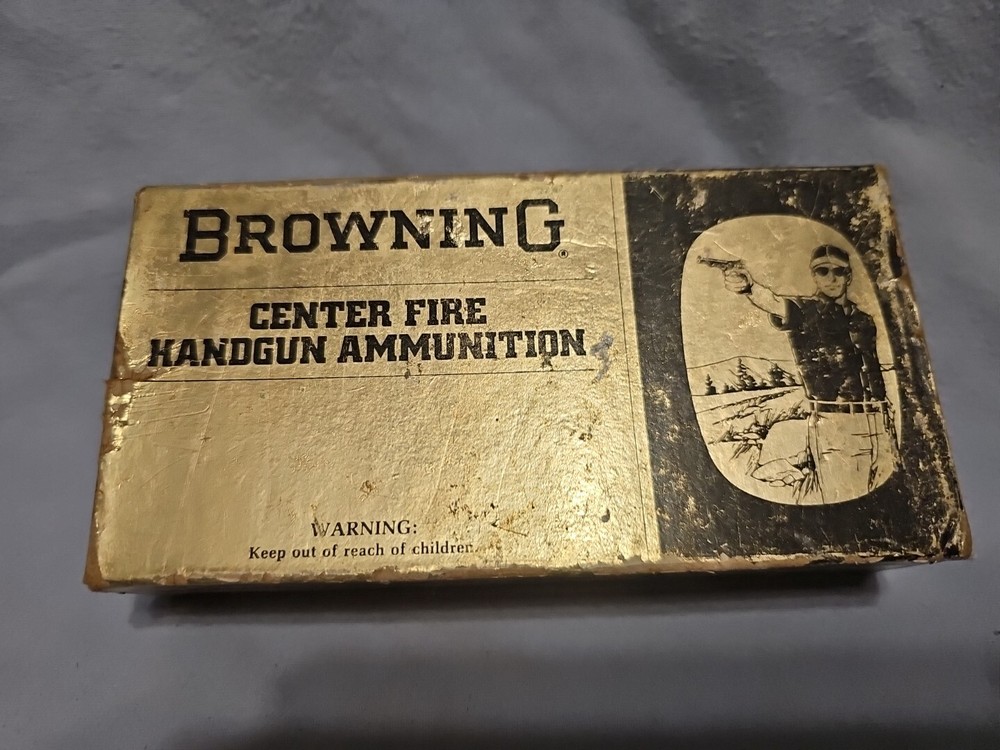 BROWNING®
CENTER FIRE
HANDGUN AMMUNITION
WARNING:
Keep out of reach of children.